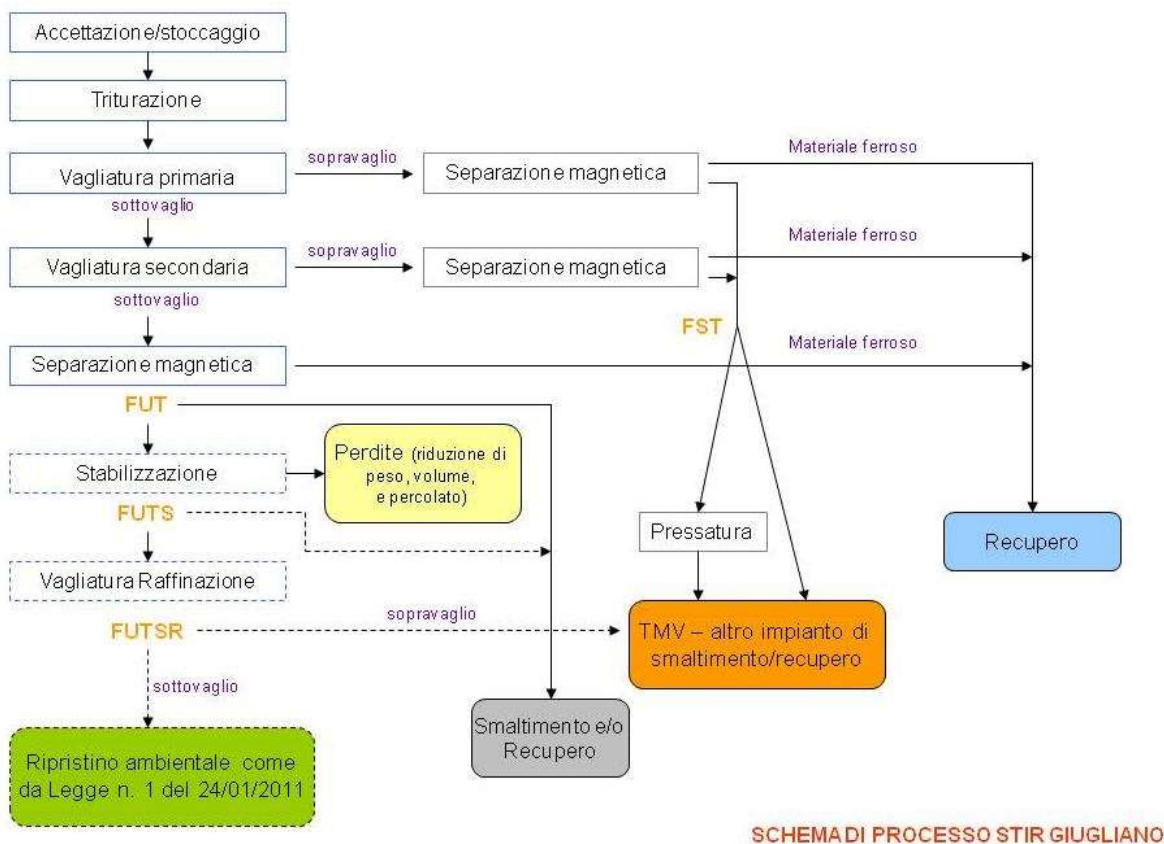 Accettazione/stoccaggio
Triturazione
Vagliatura primaria
sopravaglio
Separazione magnetica
Materiale ferroso
sottovaglio
Vagliatura secondaria
sopravaglio
Separazione magnetica
Materiale ferroso
sottovaglio
FST
Separazione magnetica
Materiale ferroso
FUT
Stabilizzazione
Perdite (riduzione di
peso, volume,
e percolato)
FUTS
Pressatura
Recupero
Vagliatura Raffinazione
FUTSR
sopravaglio
TMV – altro impianto di
smaltimento/recupero
sottovaglio
Smaltimento e/o
Recupero
Ripristino ambientale come
da Legge n. 1 del 24/01/2011
SCHEMA DI PROCESSO STIR GIUGLIANO